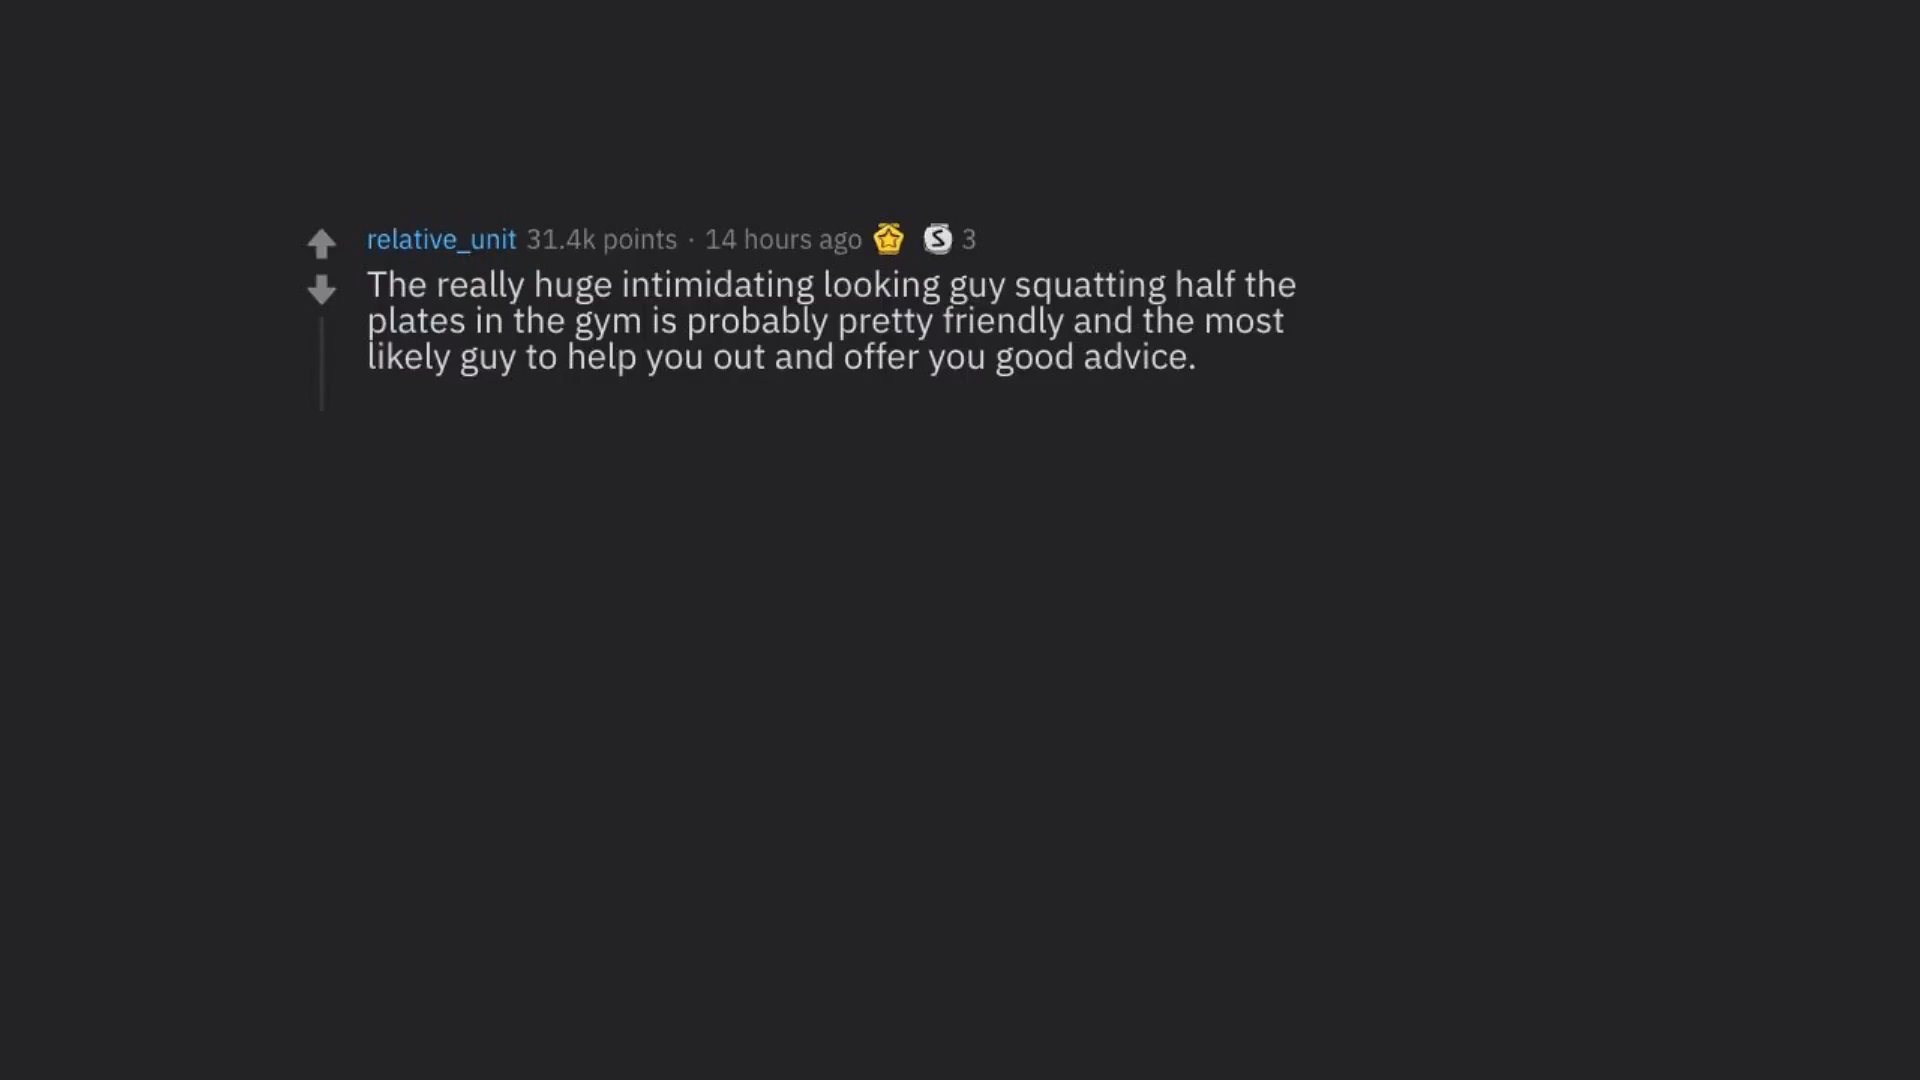 relative_unit 31.4k points · 14 hours ago S 3
The really huge intimidating looking guy squatting half the
plates in the gym is probably pretty friendly and the most
likely guy to help you out and offer you good advice.